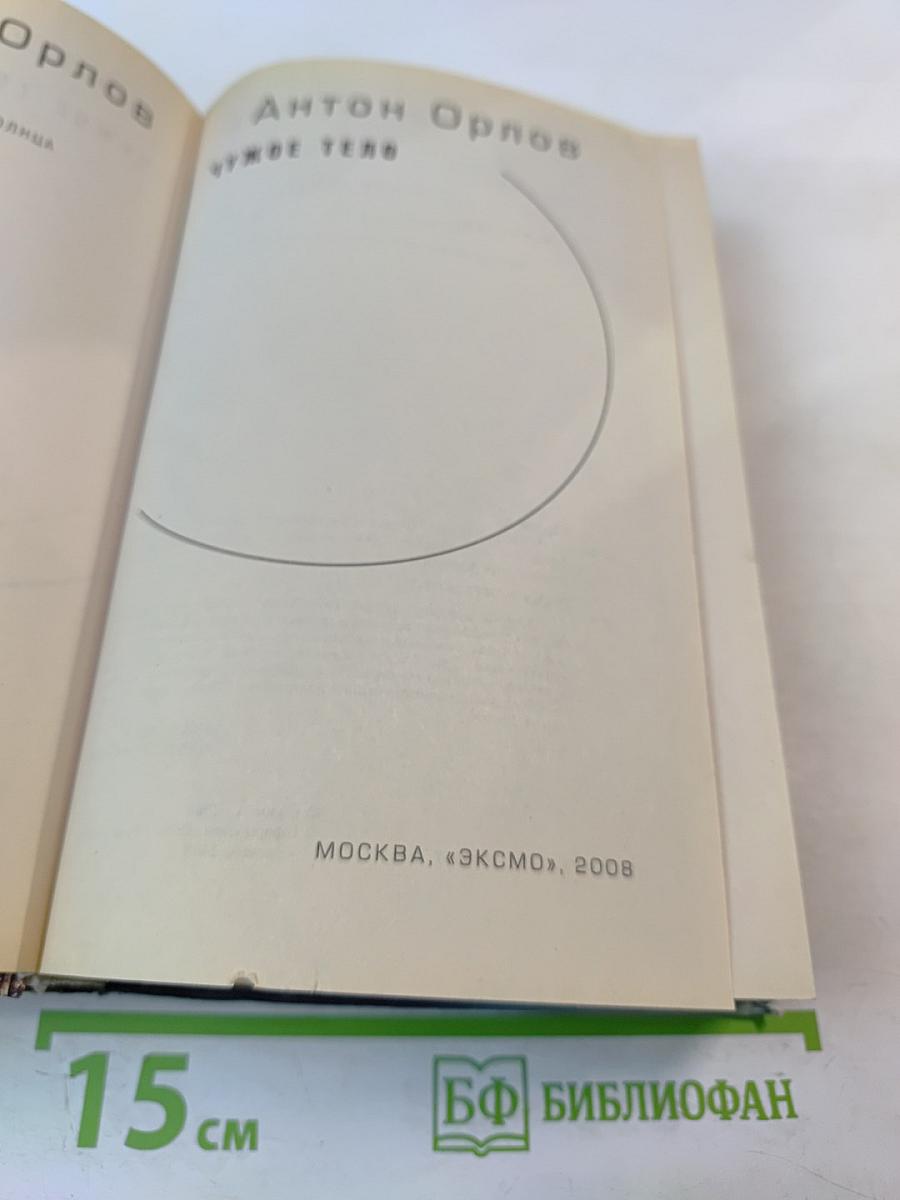 Орлов
олнца
Антон Орлов
ЧУЖОЕ ТЕЛО
МОСКВА, «ЭКСМО», 2008
15 см
БФ БИБЛИОФАН